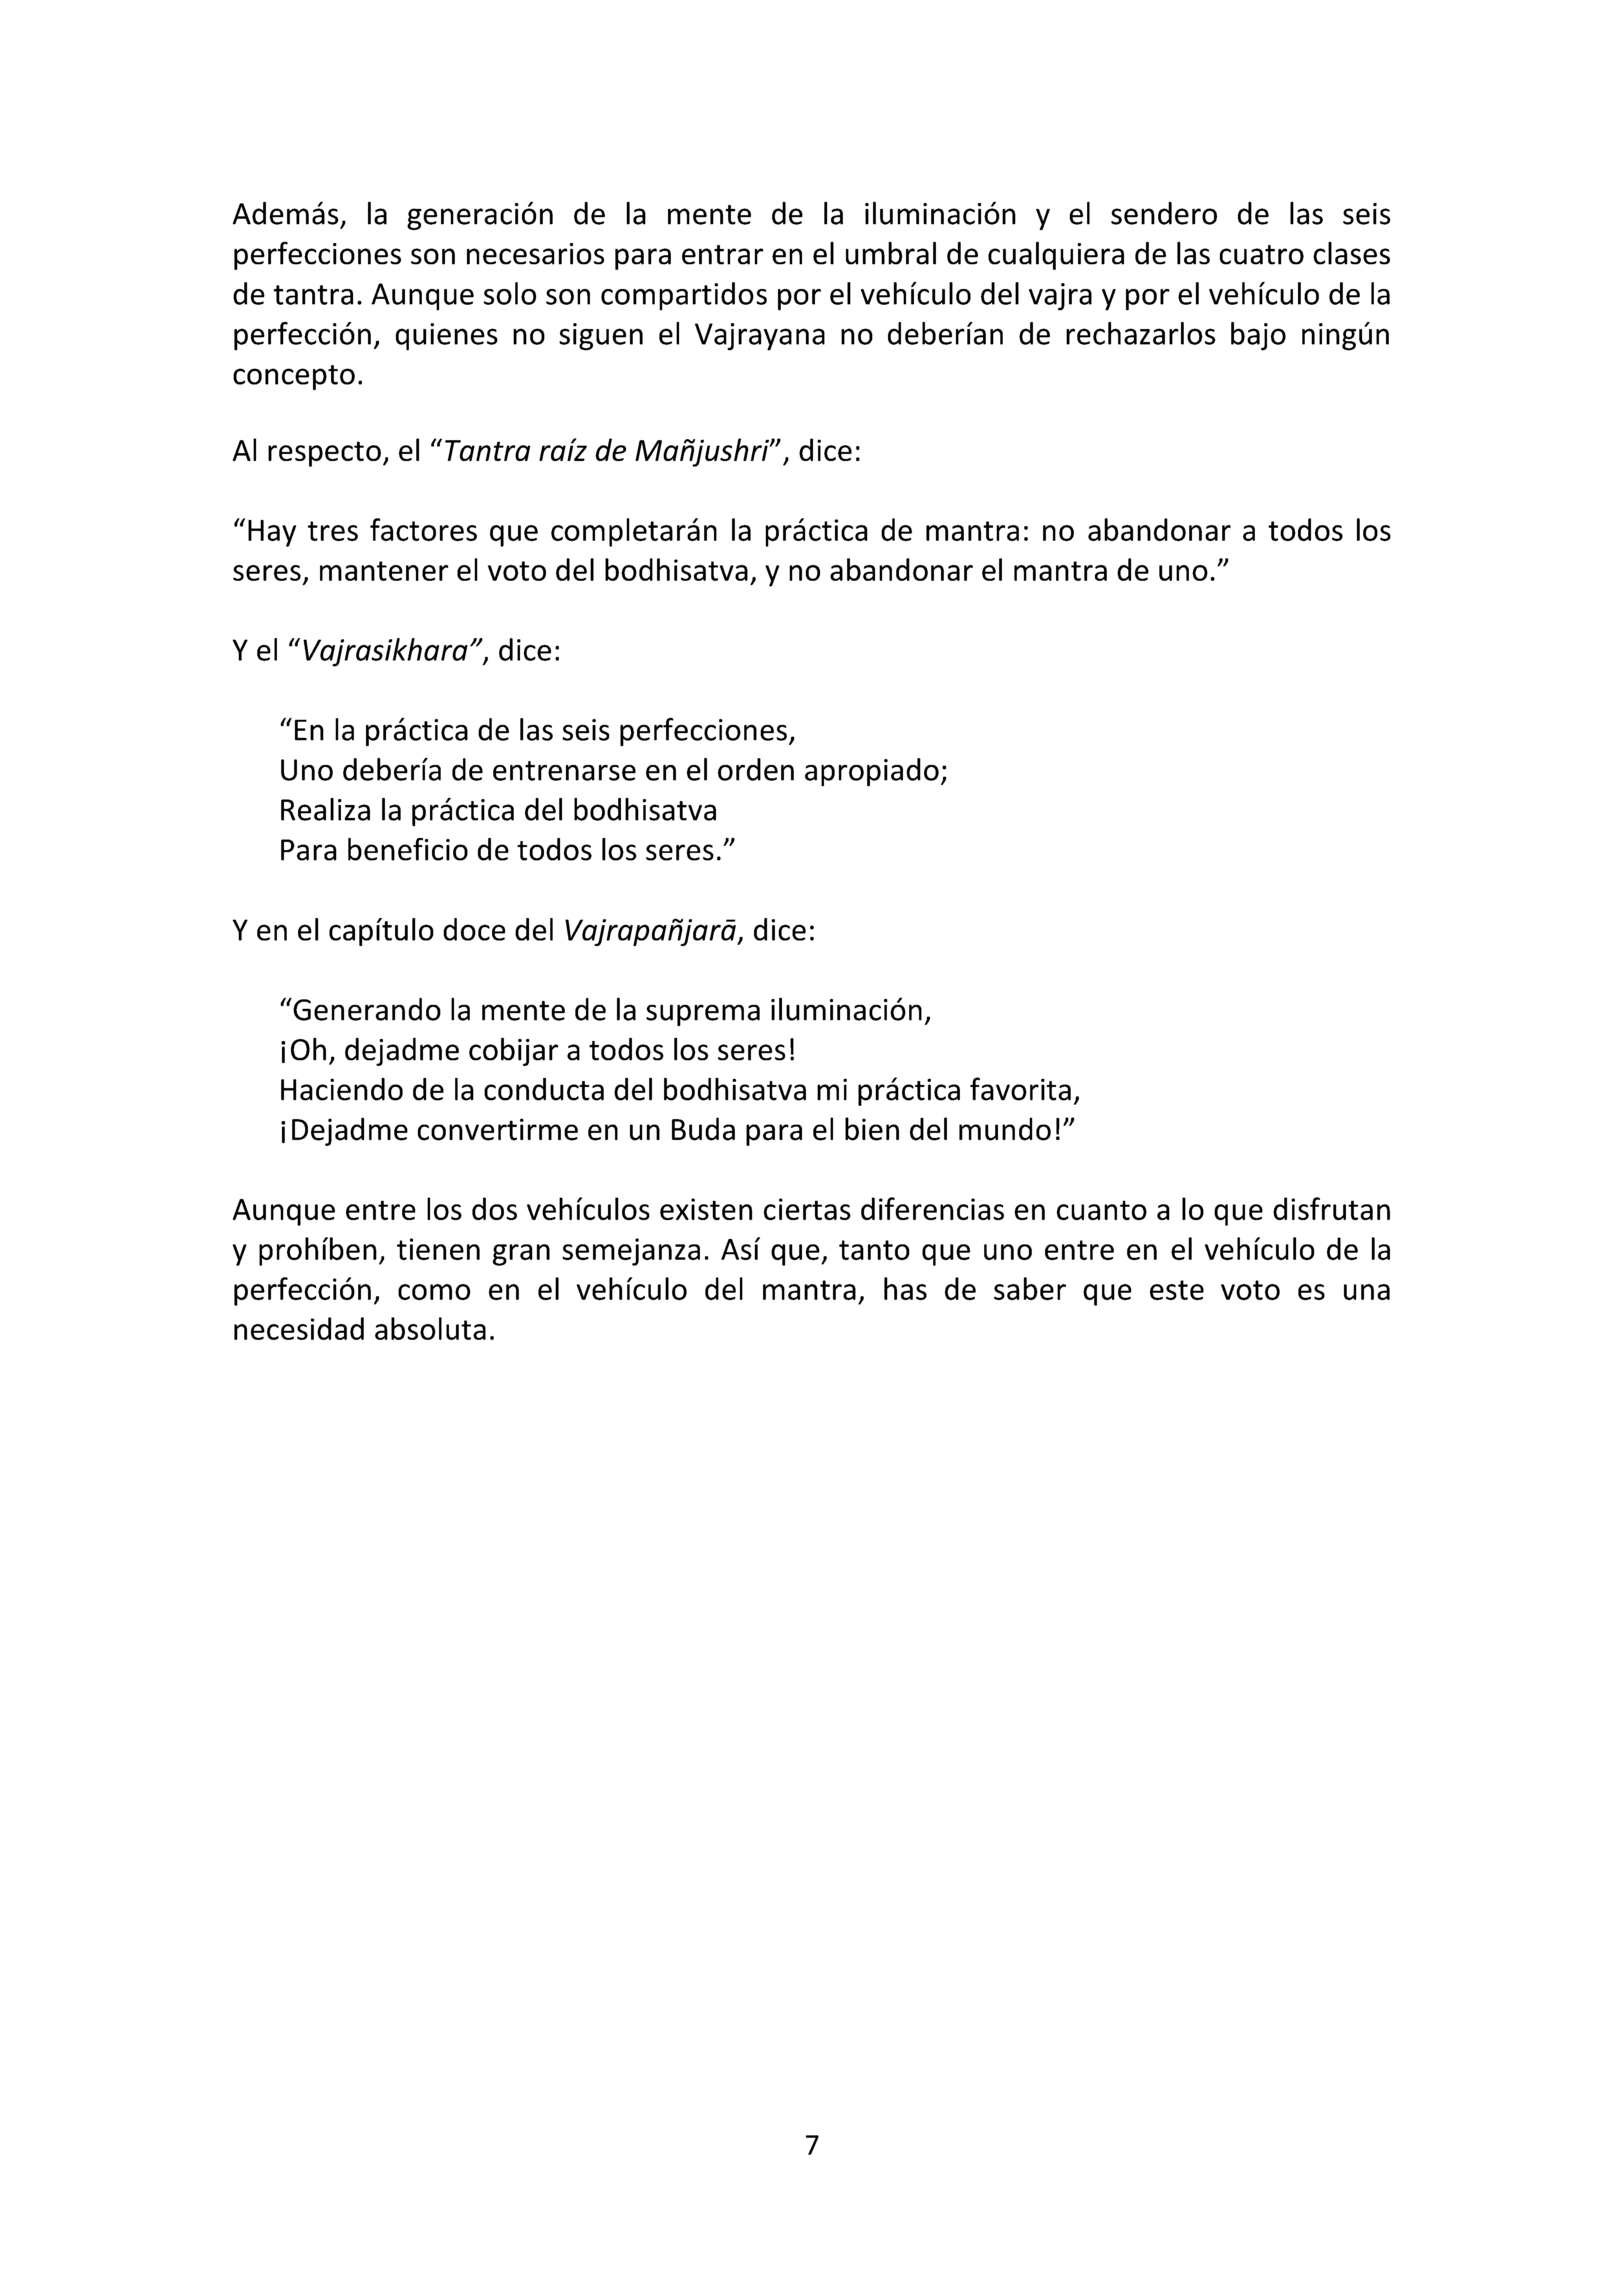 Además, la generación de la mente de la iluminación y el sendero de las seis
perfecciones son necesarios para entrar en el umbral de cualquiera de las cuatro clases
de tantra. Aunque solo son compartidos por el vehículo del vajra y por el vehículo de la
perfección, quienes no siguen el Vajrayana no deberían de rechazarlos bajo ningún
concepto.
Al respecto, el “Tantra raíz de Mañjushri”, dice:
“Hay tres factores que completarán la práctica de mantra: no abandonar a todos los
seres, mantener el voto del bodhisatva, y no abandonar el mantra de uno.”
Y el “Vajrasikhara”, dice:
“En la práctica de las seis perfecciones,
Uno debería de entrenarse en el orden apropiado;
Realiza la práctica del bodhisatva
Para beneficio de todos los seres.”
Y en el capítulo doce del Vajrapañjarā, dice:
“Generando la mente de la suprema iluminación,
¡Oh, dejadme cobijar a todos los seres!
Haciendo de la conducta del bodhisatva mi práctica favorita,
¡Dejadme convertirme en un Buda para el bien del mundo!”
Aunque entre los dos vehículos existen ciertas diferencias en cuanto a lo que disfrutan
y prohíben, tienen gran semejanza. Así que, tanto que uno entre en el vehículo de la
perfección, como en el vehículo del mantra, has de saber que este voto es una
necesidad absoluta.
7